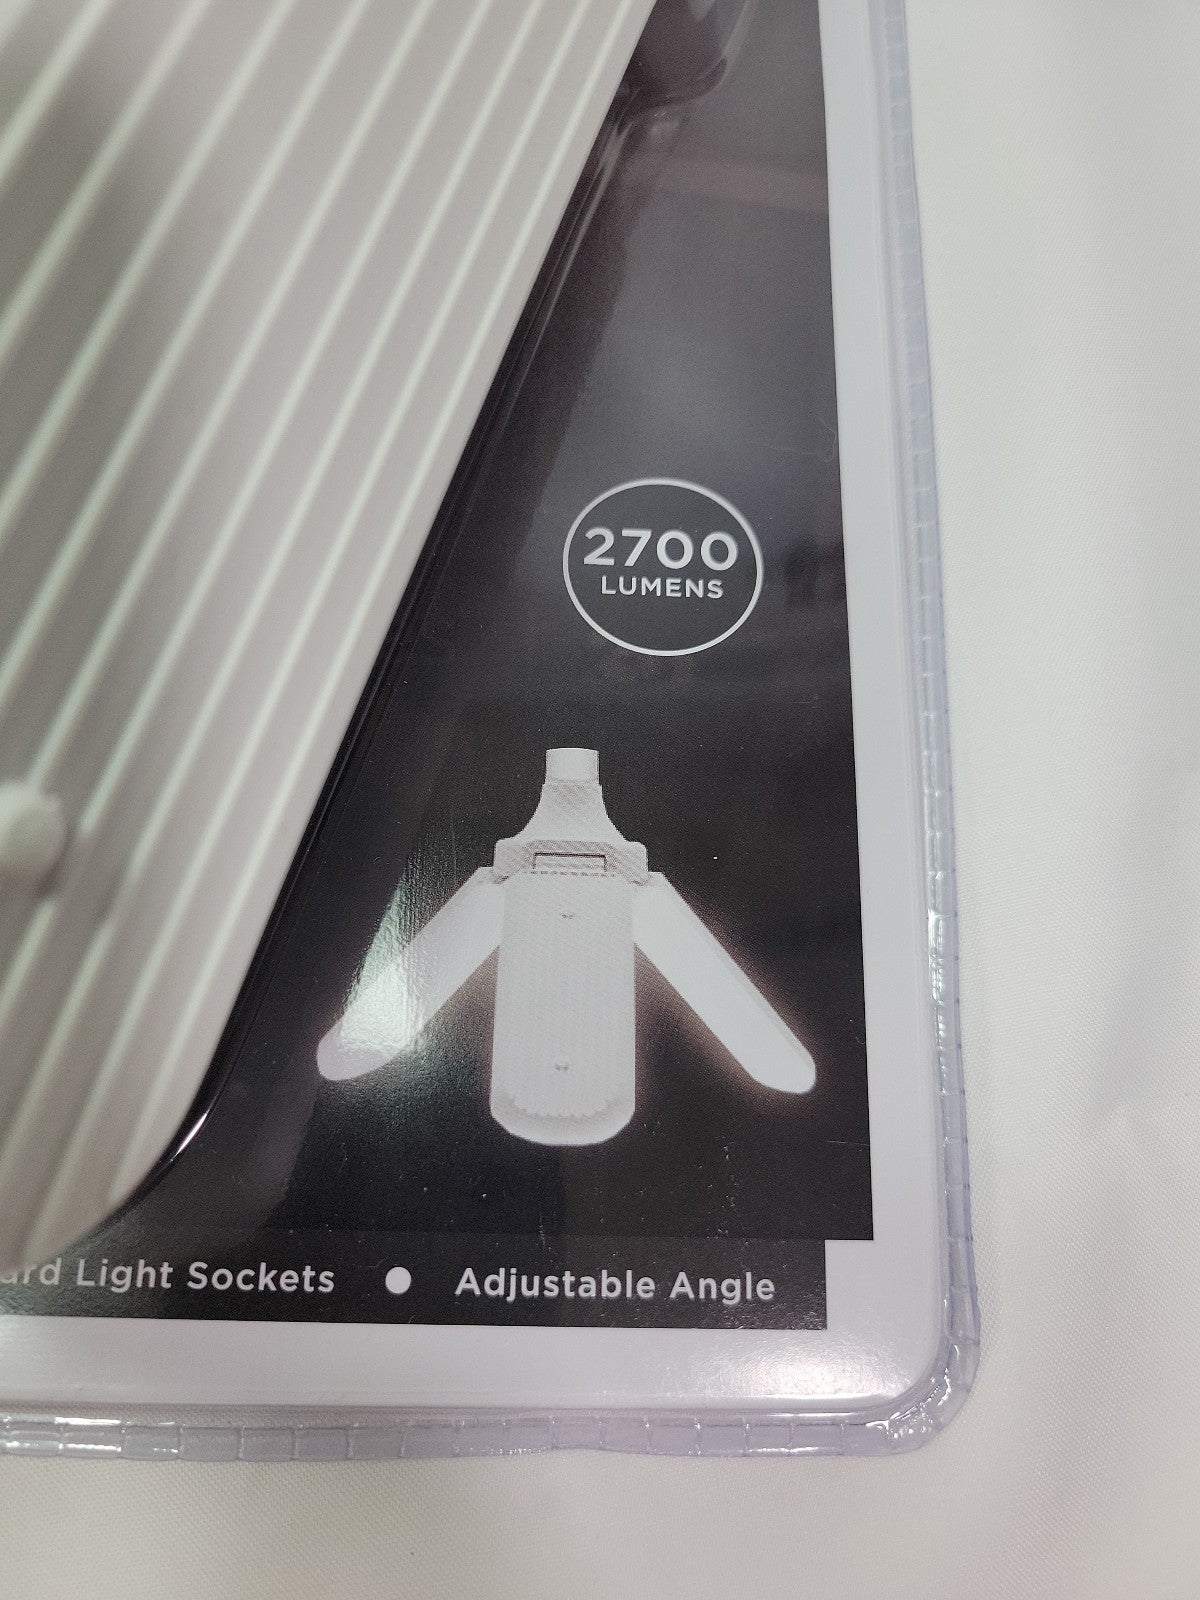 2700
LUMENS
Light Sockets • Adjustable Angle